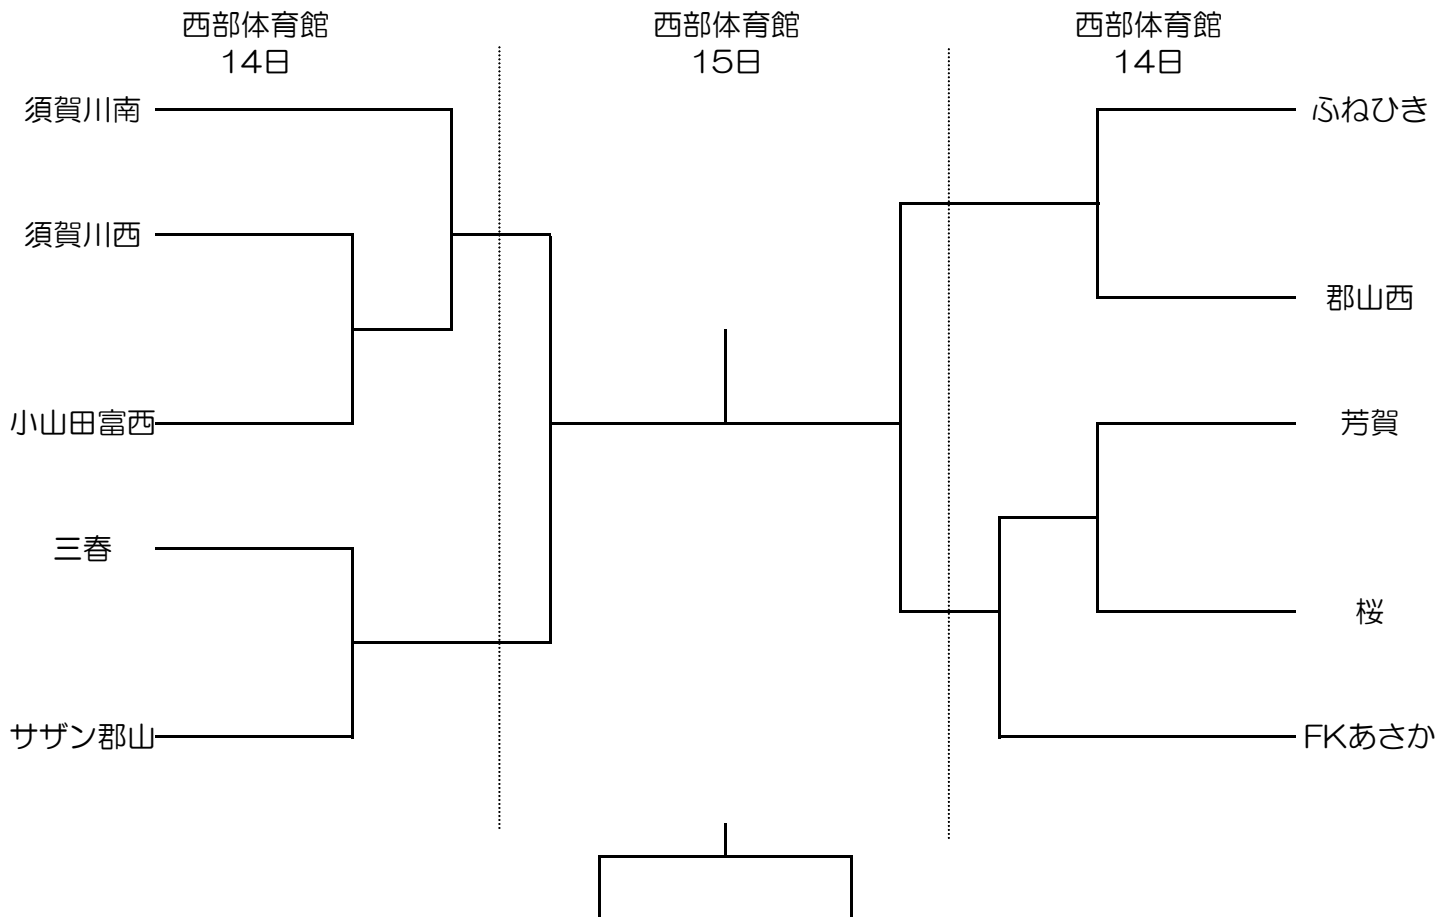 西部体育館
14日
西部体育館
15日
西部体育館
14日
須賀川南
須賀川西
小山田富西
三春
サザン郡山
ふねひき
郡山西
芳賀
桜
FKあさか